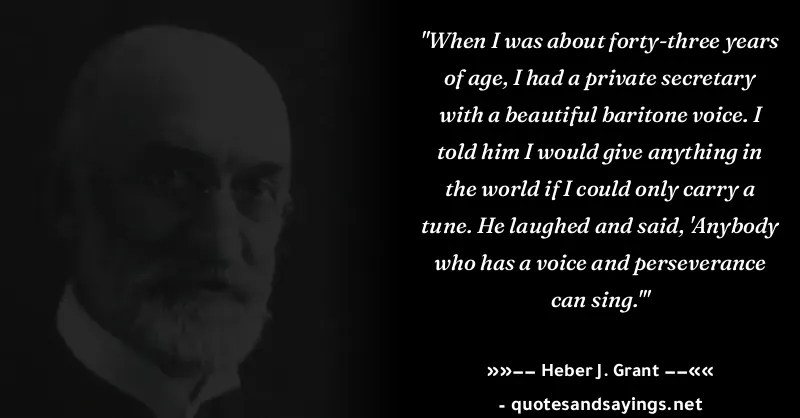 "When I was about forty-three years
of age, I had a private secretary
with a beautiful baritone voice. I
told him I would give anything in
the world if I could only carry a
tune. He laughed and said, 'Anybody
who has a voice and perseverance
can sing.'"
»»—— Heber J. Grant ——««
- quotesandsayings.net